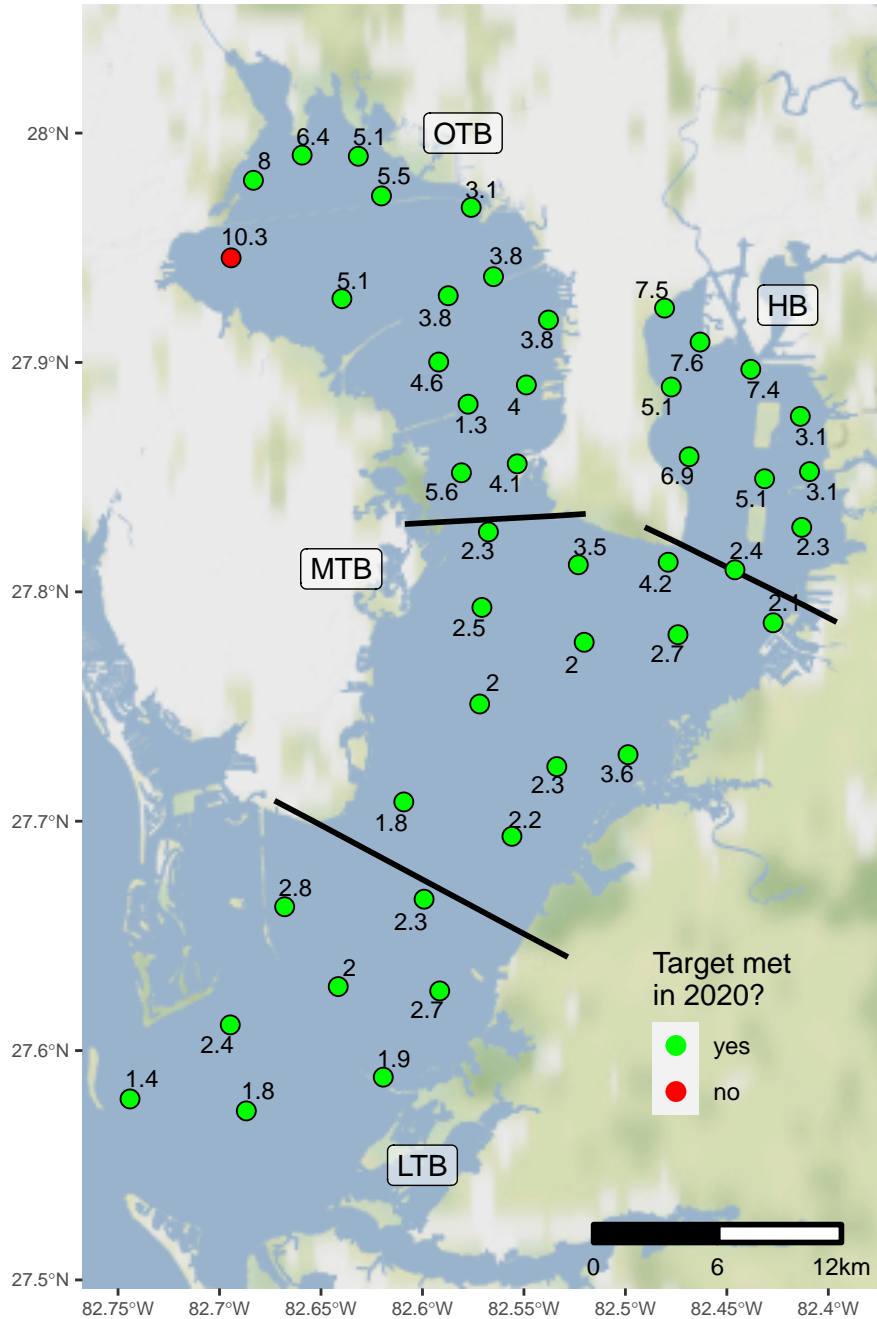 28°N
6.4
5.1
OTB
8
5.5
3.1
10.3
3.8
5.1
3.8
3.8
7.5
HB
27.9°N
7.6
4.6
4
5.1
7.4
1.3
3.1
5.6
4.1
6.9
5.1
3.1
2.3
3.5
2.4
2.3
MTB
4.2
27.8°N
2.5
2.1
2
2.7
2
2.3
3.6
1.8
2.2
27.7°N
2.8
2.3
Target met
in 2020?
2
2.7
2.4
yes
27.6°N
1.4
1.8
1.9
no
LTB
0
6
12km
27.5°N
82.75°W
82.7°W
82.65°W
82.6°W
82.55°W
82.5°W
82.45°W
82.4°W